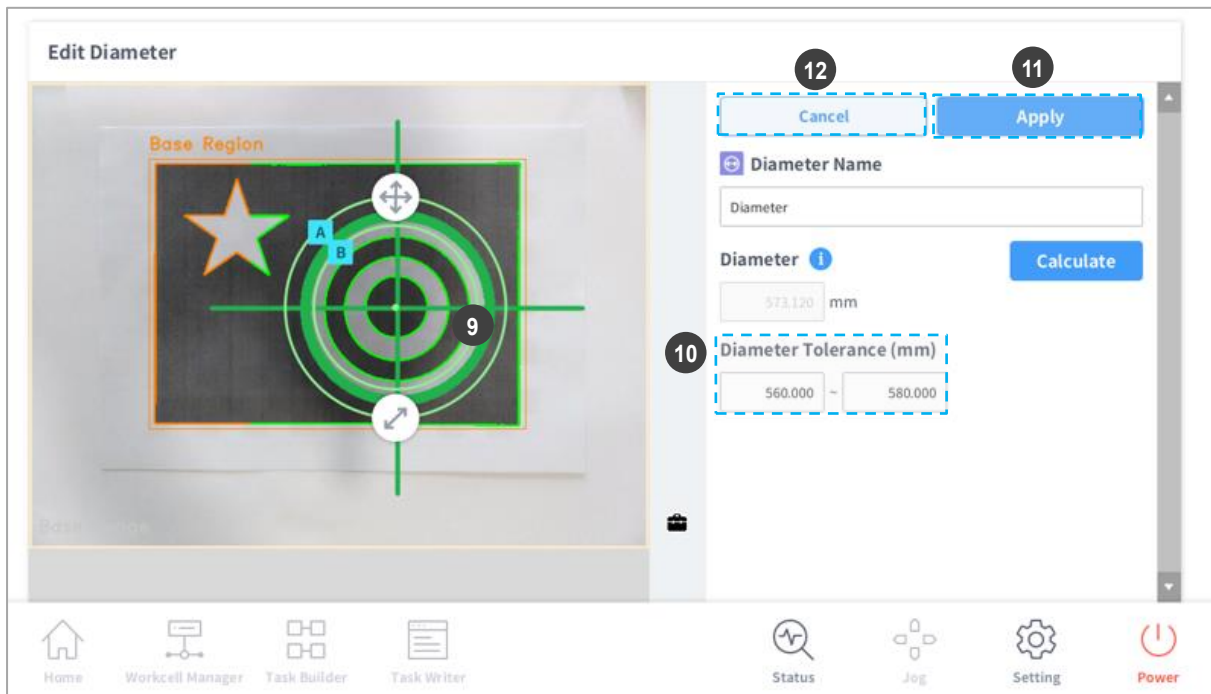 Edit Diameter
12
11
Cancel
Apply
Base Region
Diameter Name
Diameter
A
B
Diameter
Calculate
573.120 mm
9
10
Diameter Tolerance (mm)
560.000 ~ 580.000
Home
Workcell Manager
Task Builder
Task Writer
Status
Jog
Setting
Power